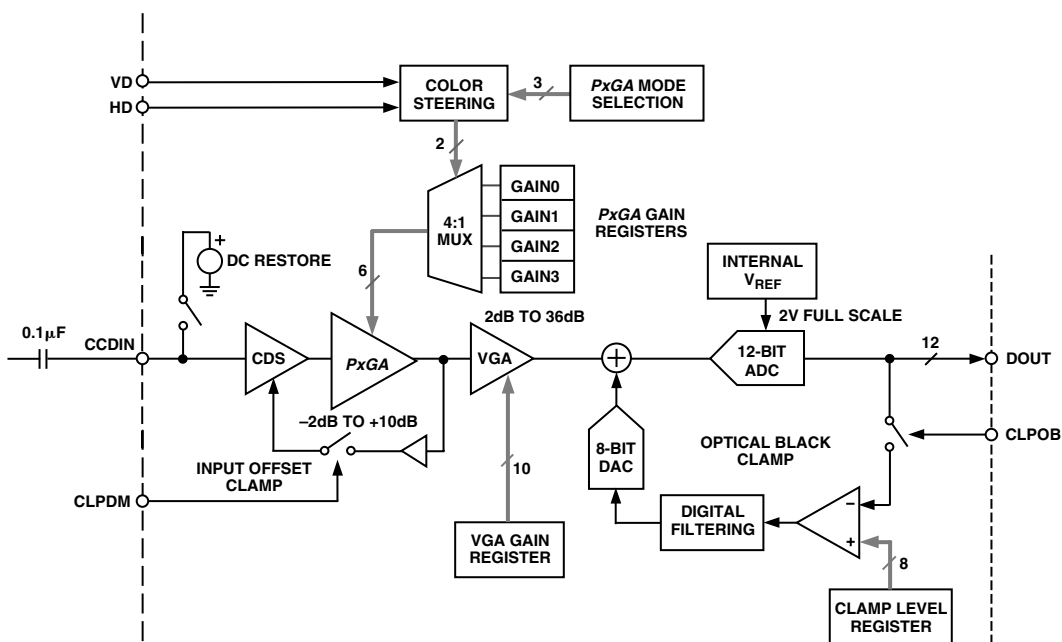 VD
HD
COLOR
STEERING
3
PxGA MODE
SELECTION
2
4:1
MUX
GAIN0
GAIN1
GAIN2
GAIN3
PxGA GAIN
REGISTERS
6
+
DC RESTORE
INTERNAL
VREF
2dB TO 36dB
2V FULL SCALE
0.1µF
CCDIN
CDS
PxGA
VGA
+
12-BIT
ADC
12
DOUT
–2dB TO +10dB
INPUT OFFSET
CLAMP
CLPDM
10
VGA GAIN
REGISTER
8-BIT
DAC
OPTICAL BLACK
CLAMP
CLPOB
DIGITAL
FILTERING
–
+
8
CLAMP LEVEL
REGISTER